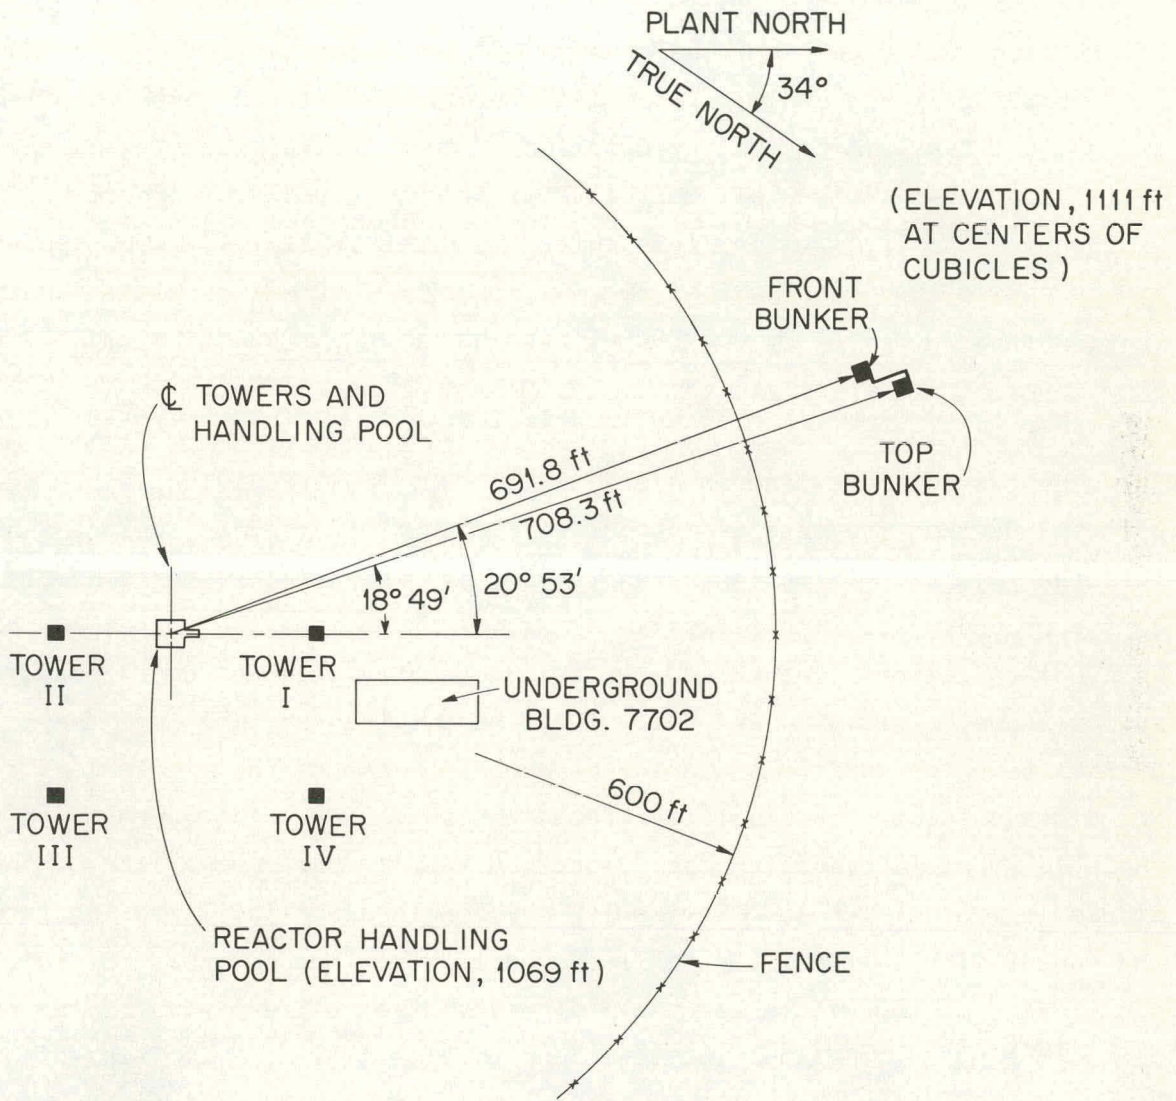 PLANT NORTH
TRUE NORTH
34°
(ELEVATION, 1111 ft
AT CENTERS OF
CUBICLES)
FRONT
BUNKER
℄ TOWERS AND
HANDLING POOL
TOP
BUNKER
691.8 ft
708.3 ft
18° 49′
20° 53′
TOWER
II
TOWER
I
UNDERGROUND
BLDG. 7702
600 ft
TOWER
III
TOWER
IV
REACTOR HANDLING
POOL (ELEVATION, 1069 ft)
FENCE